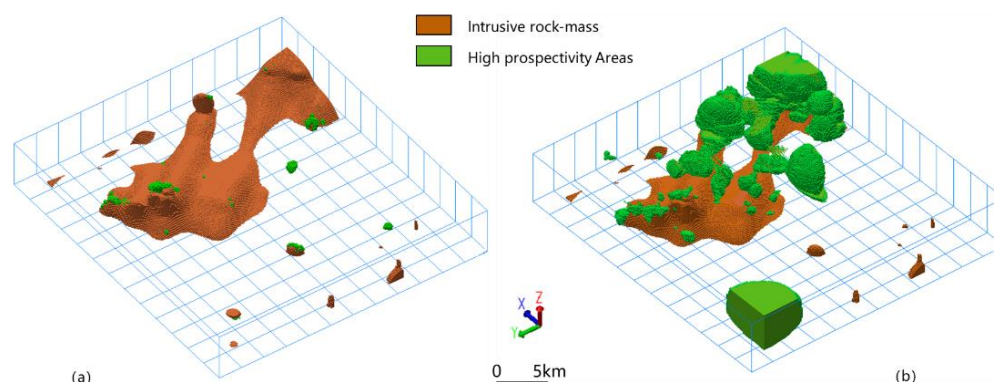 Intrusive rock-mass
High prospectivity Areas
X
Z
Y
0 5km
(a)
(b)